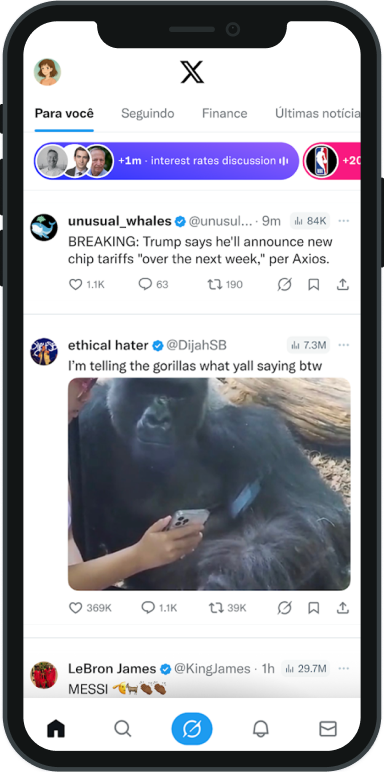 Para você Seguindo Finance Últimas notícia
+1m · interest rates discussion +20
unusual_whales @unusul... · 9m 84K
BREAKING: Trump says he'll announce new
chip tariffs "over the next week," per Axios.
1.1K 63 190
ethical hater @DijahSB 7.3M
I'm telling the gorillas what yall saying btw
369K 1.1K 39K
LeBron James @KingJames · 1h 29.7M
MESSI